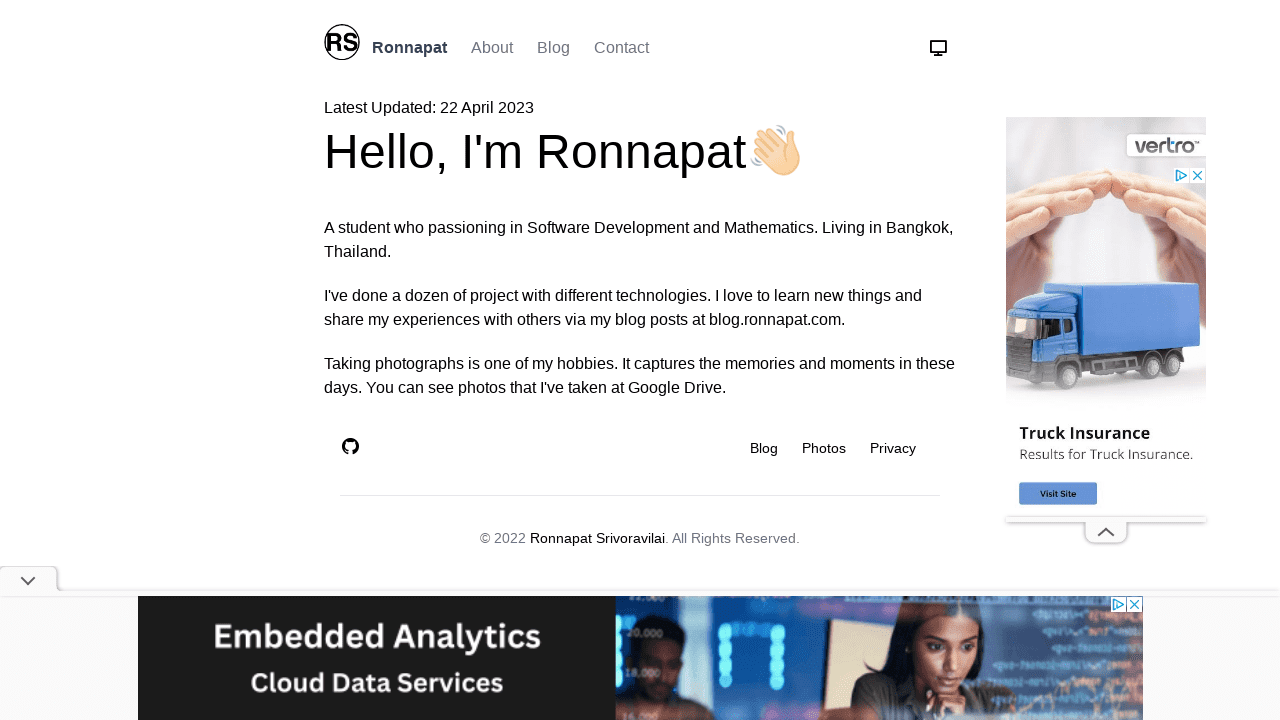 RS
Ronnapat About Blog Contact
Latest Updated: 22 April 2023
Hello, I'm Ronnapat👋🏻
A student who passioning in Software Development and Mathematics. Living in Bangkok,
Thailand.
I've done a dozen of project with different technologies. I love to learn new things and
share my experiences with others via my blog posts at blog.ronnapat.com.
Taking photographs is one of my hobbies. It captures the memories and moments in these
days. You can see photos that I've taken at Google Drive.
Blog Photos Privacy
© 2022 Ronnapat Srivoravilai. All Rights Reserved.
vertro™
Truck Insurance
Results for Truck Insurance.
Visit Site
Embedded Analytics
Cloud Data Services
20,000
18,000
16,000